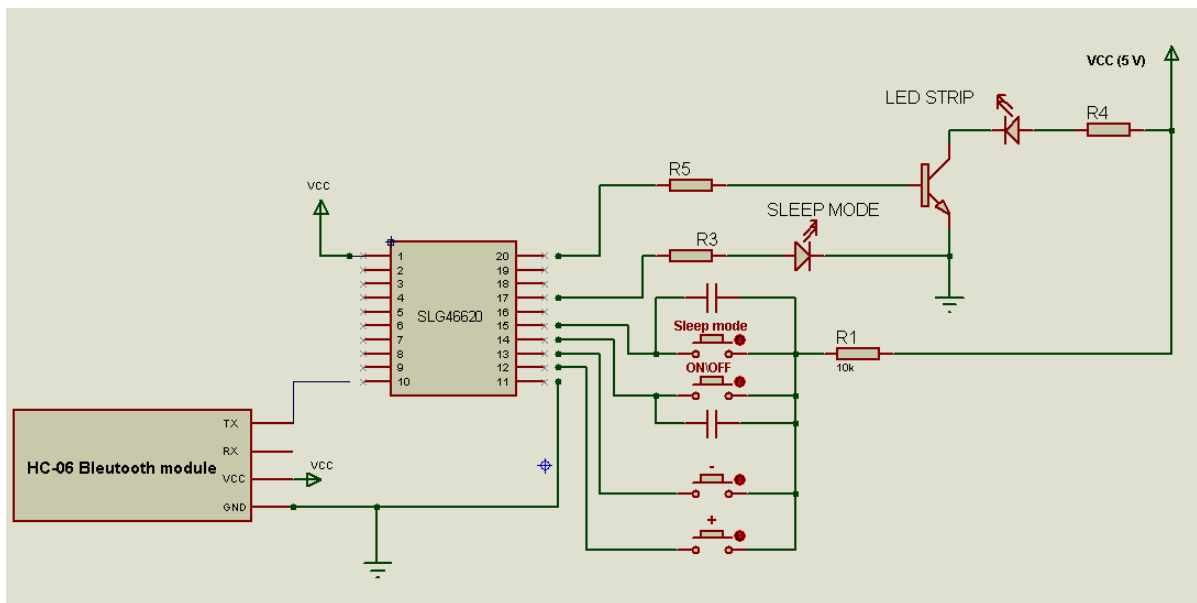 VCC (5 V)
LED STRIP
R4
R5
VCC
SLEEP MODE
R3
1
2
3
4
5
6
7
8
9
10
SLG46620
20
19
18
17
16
15
14
13
12
11
Sleep mode
R1
10k
ON\OFF
TX
RX
VCC
GND
HC-06 Bleutooth module
VCC
-
+